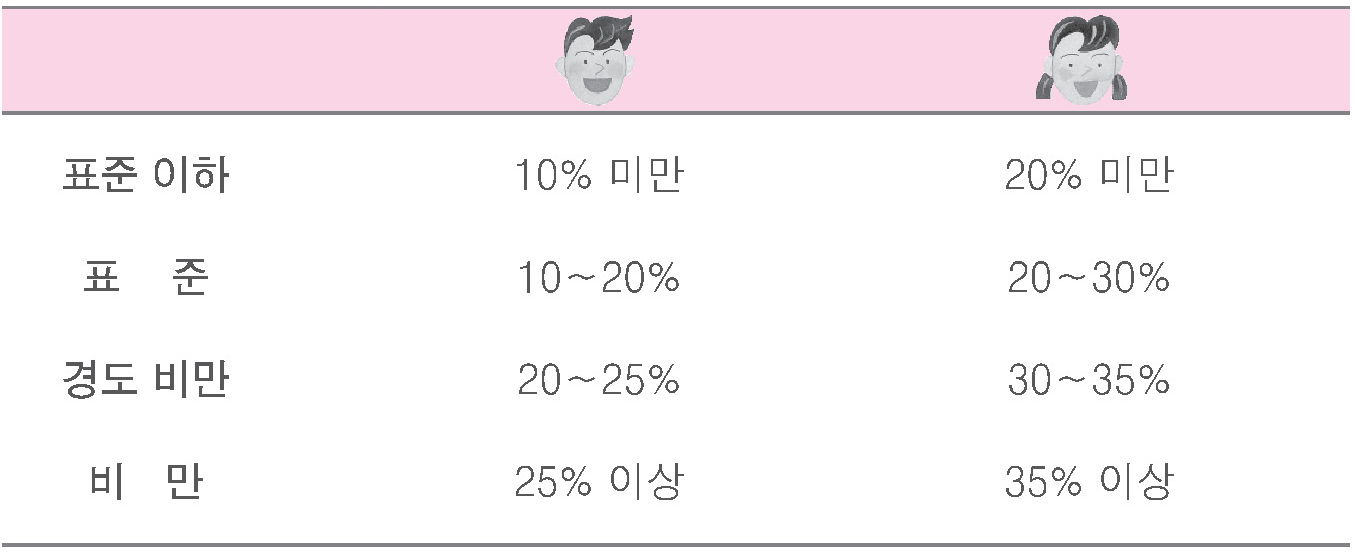 표준 이하 10% 미만 20% 미만
표 준 10~20% 20~30%
경도 비만 20~25% 30~35%
비 만 25% 이상 35% 이상